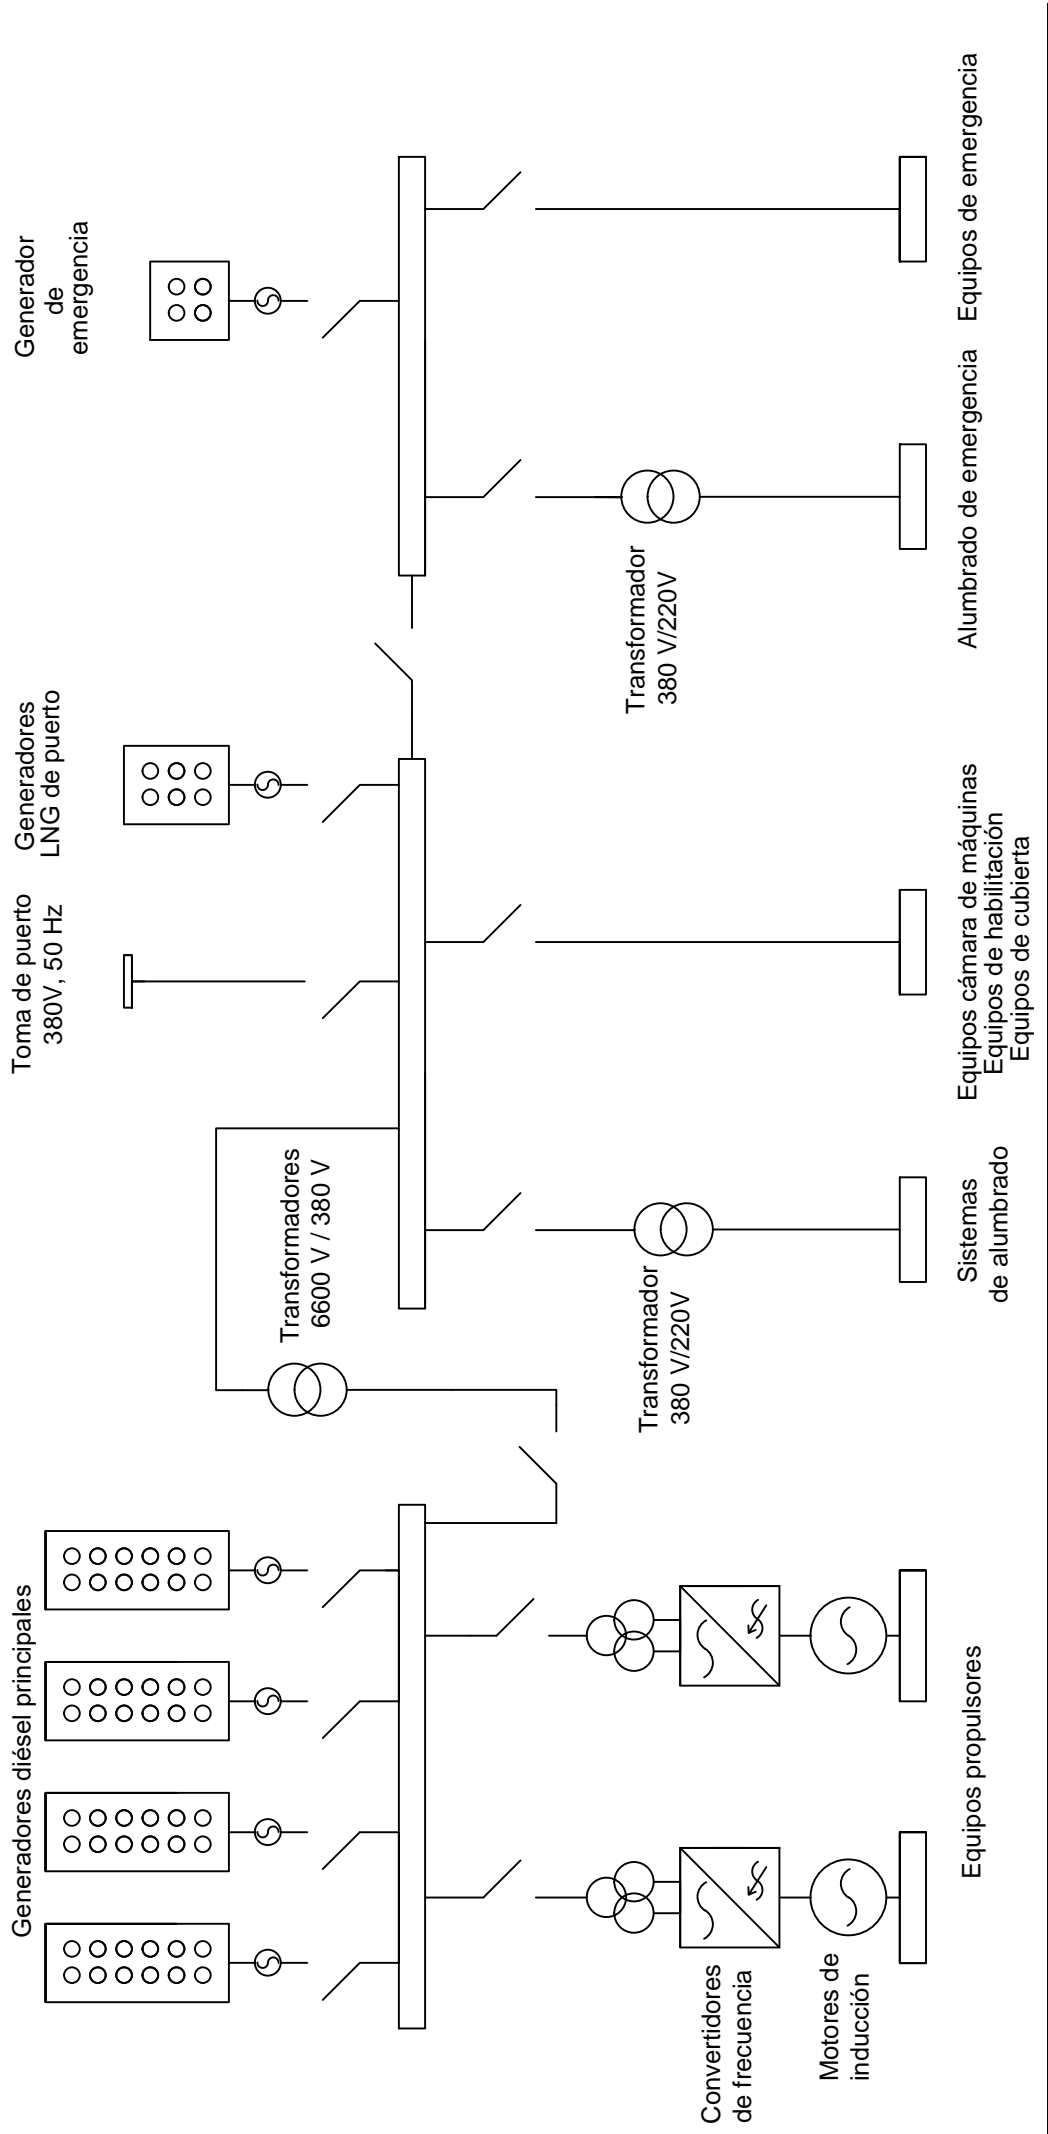 Generadores diésel principales
Toma de puerto
380V, 50 Hz
Generadores
LNG de puerto
Generador
de
emergencia
Transformadores
6600 V / 380 V
Transformador
380 V/220V
Transformador
380 V/220V
Convertidores
de frecuencia
Motores de
inducción
Equipos propulsores
Sistemas
de alumbrado
Equipos cámara de máquinas
Equipos de habilitación
Equipos de cubierta
Alumbrado de emergencia
Equipos de emergencia